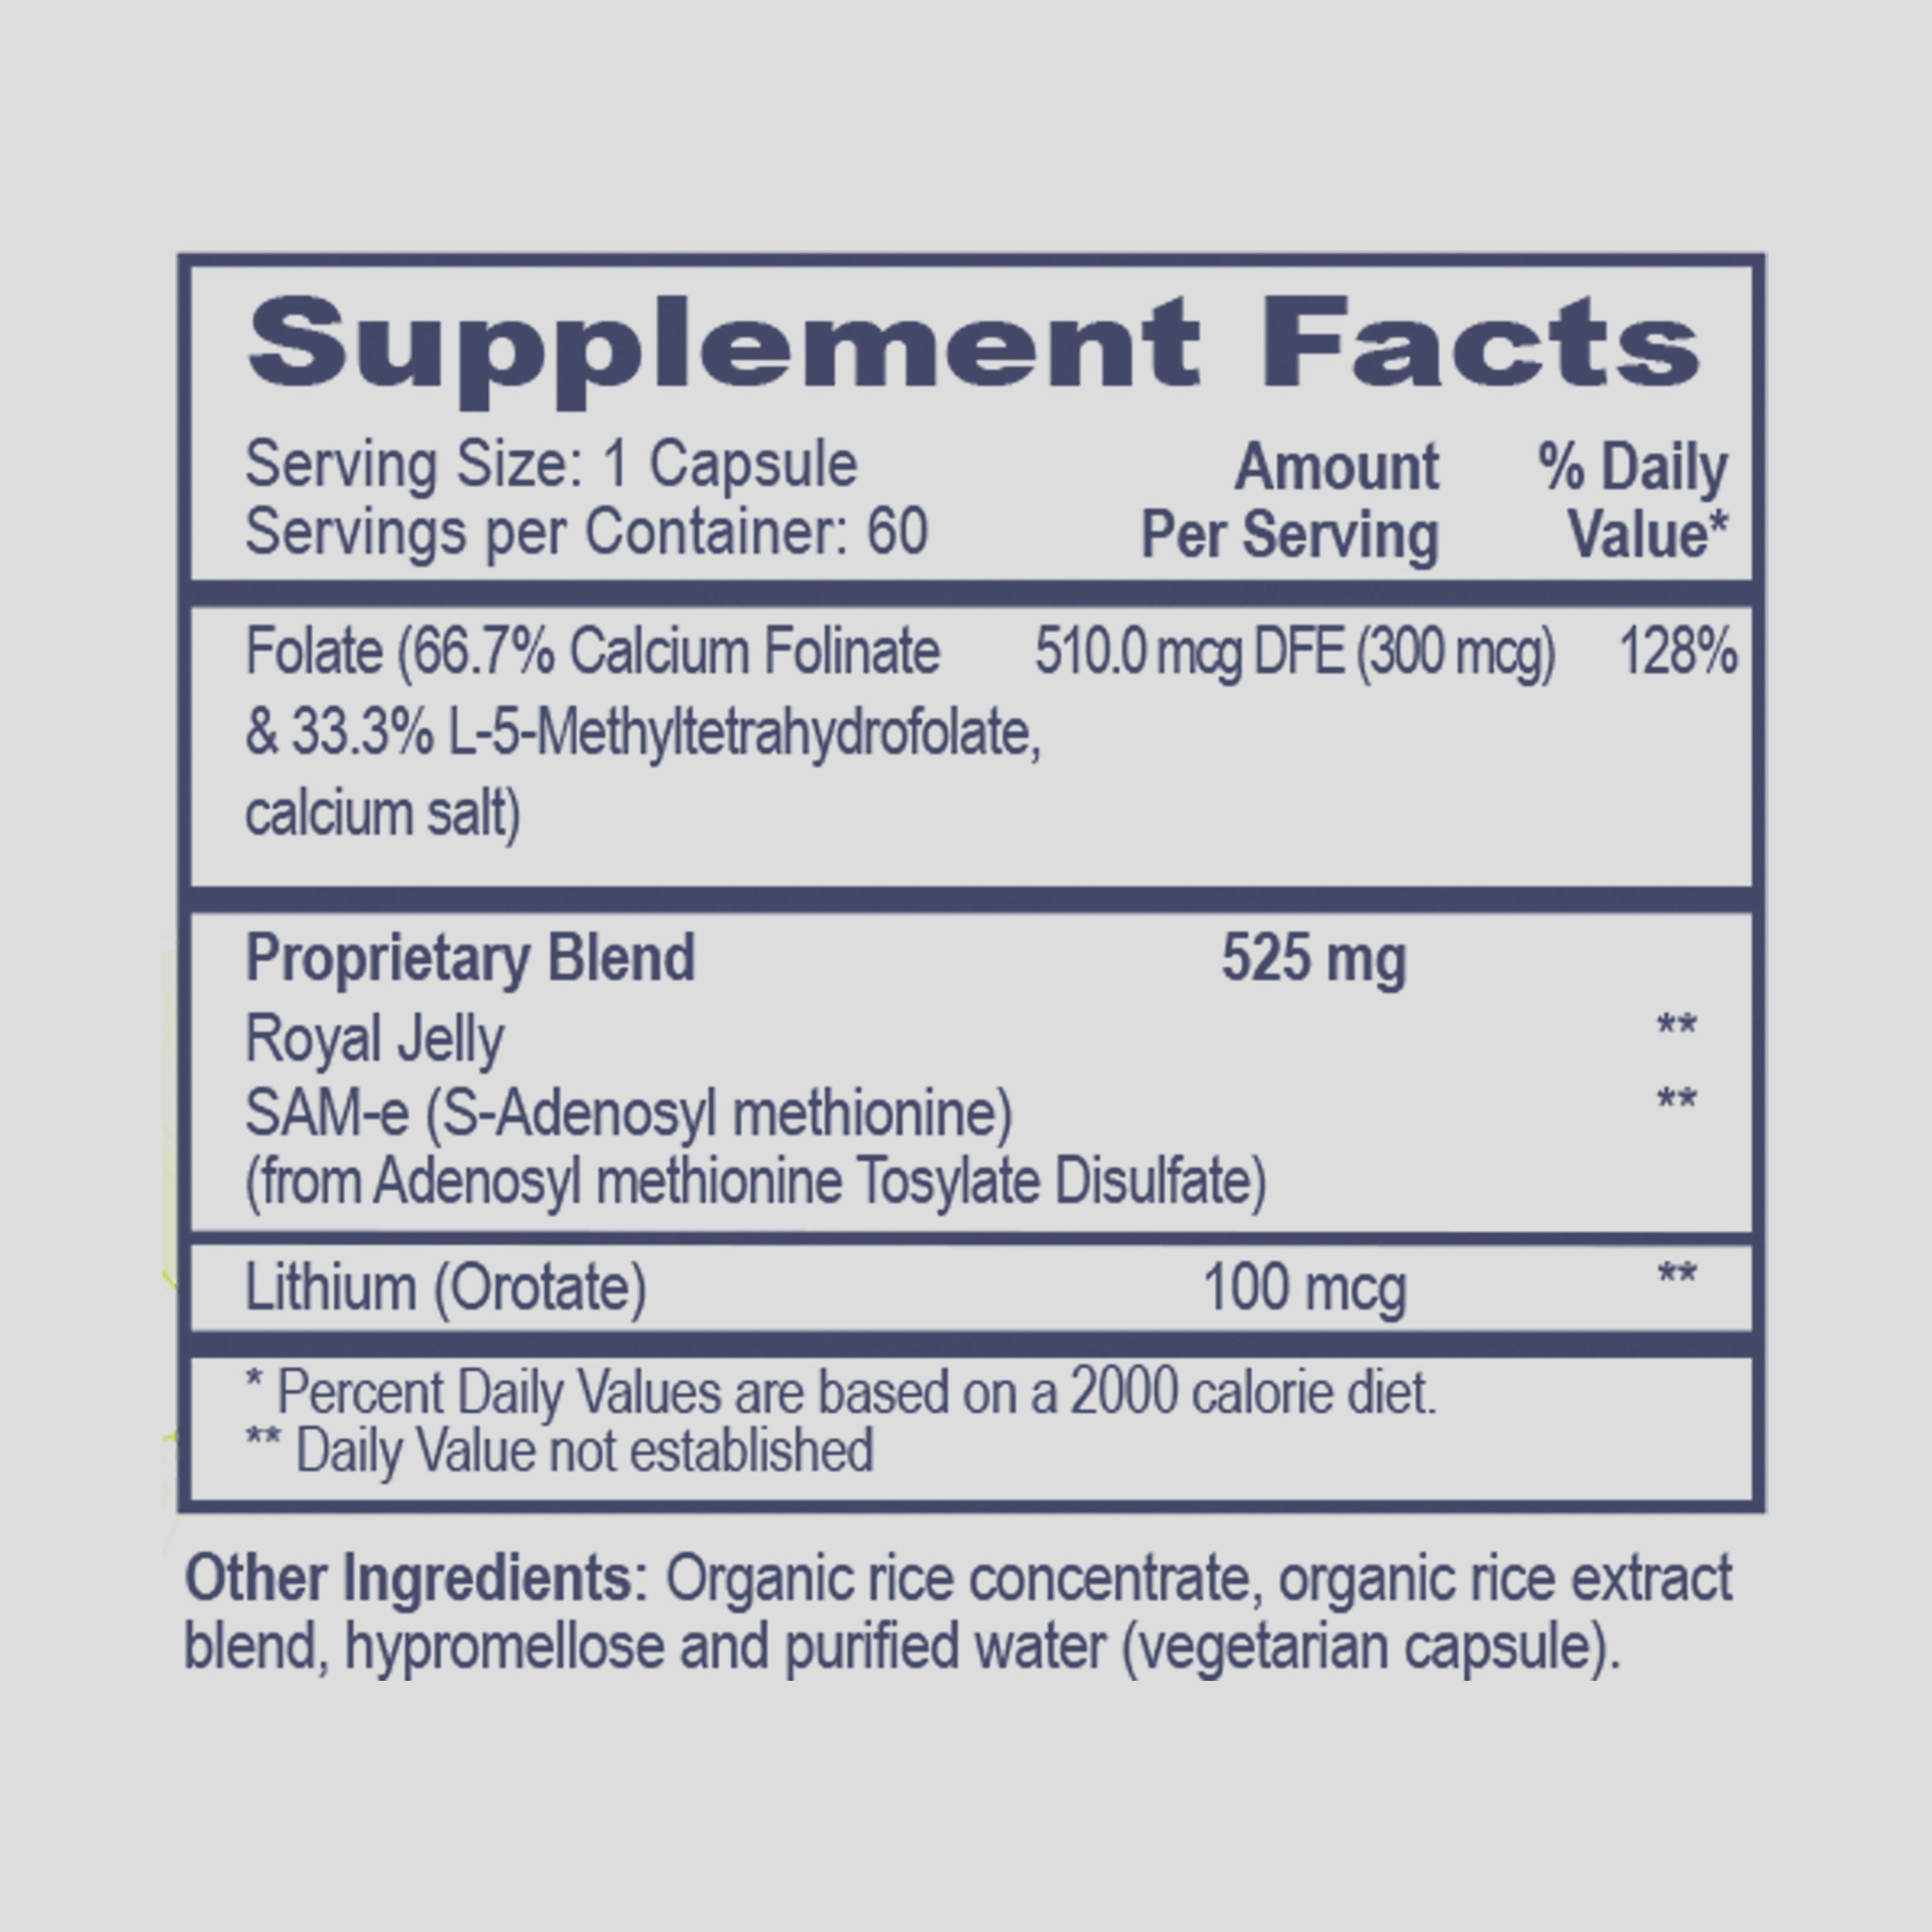 Supplement Facts
Serving Size: 1 Capsule
Servings per Container: 60
Amount Per Serving
% Daily Value*
Folate (66.7% Calcium Folinate 510.0 mcg DFE (300 mcg) 128%
& 33.3% L-5-Methyltetrahydrofolate,
calcium salt)
Proprietary Blend 525 mg
Royal Jelly **
SAM-e (S-Adenosyl methionine) **
(from Adenosyl methionine Tosylate Disulfate)
Lithium (Orotate) 100 mcg **
* Percent Daily Values are based on a 2000 calorie diet.
** Daily Value not established
Other Ingredients: Organic rice concentrate, organic rice extract
blend, hypromellose and purified water (vegetarian capsule).